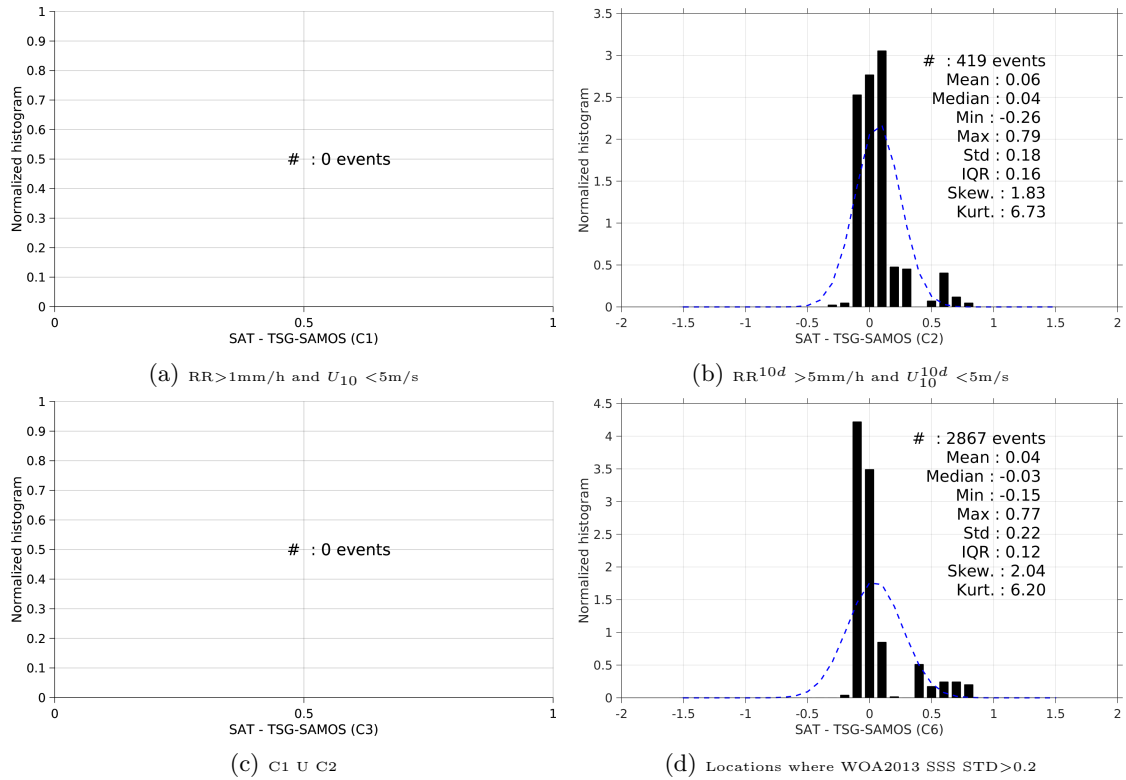 1
0.9
0.8
0.7
0.6
0.5
0.4
0.3
0.2
0.1
0
0
0.5
1
Normalized histogram
# : 0 events
SAT - TSG-SAMOS (C1)
(a) RR>1mm/h and U10 <5m/s
3.5
3
2.5
2
1.5
1
0.5
0
-2
-1.5
-1
-0.5
0
0.5
1
1.5
2
Normalized histogram
# : 419 events
Mean : 0.06
Median : 0.04
Min : -0.26
Max : 0.79
Std : 0.18
IQR : 0.16
Skew. : 1.83
Kurt. : 6.73
SAT - TSG-SAMOS (C2)
(b) RR^10d >5mm/h and U10^10d <5m/s
1
0.9
0.8
0.7
0.6
0.5
0.4
0.3
0.2
0.1
0
0
0.5
1
Normalized histogram
# : 0 events
SAT - TSG-SAMOS (C3)
(c) C1 U C2
4.5
4
3.5
3
2.5
2
1.5
1
0.5
0
-2
-1.5
-1
-0.5
0
0.5
1
1.5
2
Normalized histogram
# : 2867 events
Mean : 0.04
Median : -0.03
Min : -0.15
Max : 0.77
Std : 0.22
IQR : 0.12
Skew. : 2.04
Kurt. : 6.20
SAT - TSG-SAMOS (C6)
(d) Locations where WOA2013 SSS STD>0.2